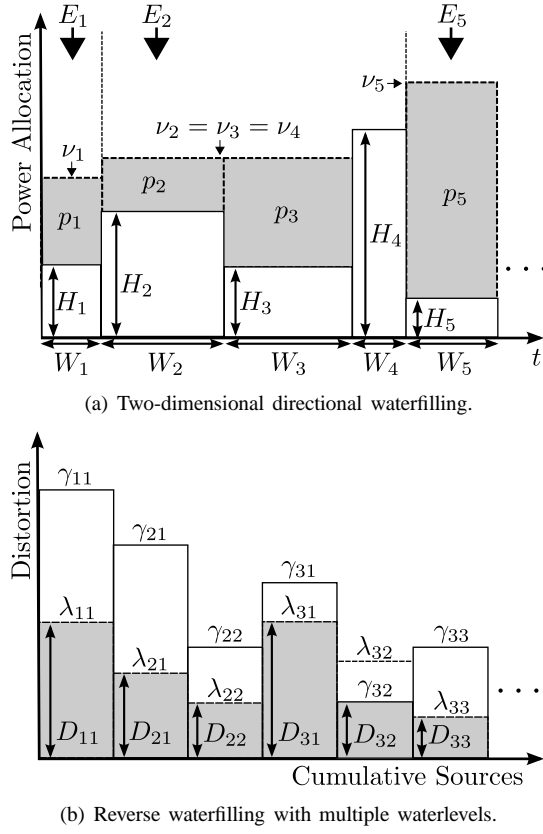 E₁ E₂ E₅
Power Allocation
ν₅
ν₂ = ν₃ = ν₄
ν₁
p₁ p₂ p₃ p₅
H₁ H₂ H₃ H₄ H₅
. . .
W₁ W₂ W₃ W₄ W₅ t
(a) Two-dimensional directional waterfilling.
Distortion
γ₁₁
γ₂₁
γ₃₁
λ₁₁ λ₃₁
γ₂₂ γ₃₃
λ₂₁ λ₃₂
λ₂₂ γ₃₂ λ₃₃
. . .
D₁₁ D₂₁ D₂₂ D₃₁ D₃₂ D₃₃
Cumulative Sources
(b) Reverse waterfilling with multiple waterlevels.